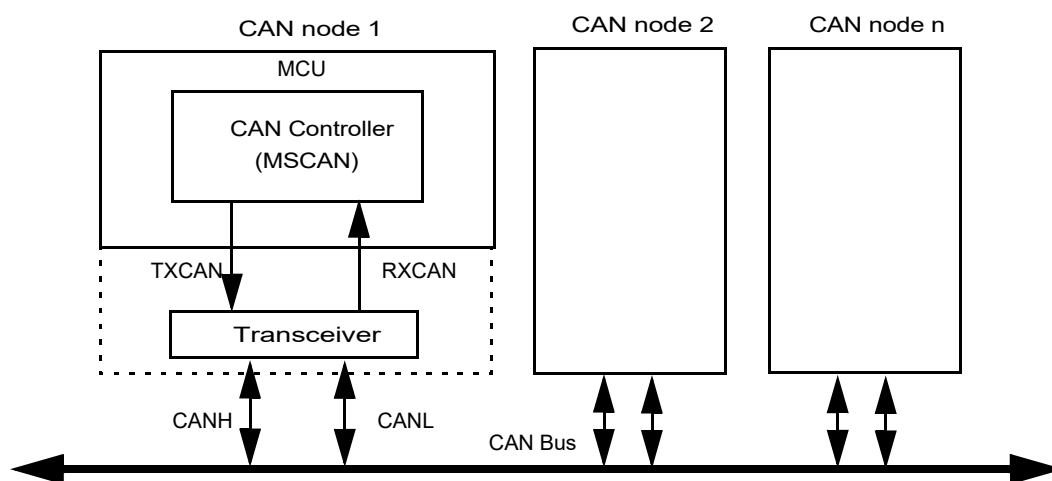 CAN node 1
CAN node 2
CAN node n
MCU
CAN Controller
(MSCAN)
TXCAN
RXCAN
Transceiver
CANH
CANL
CAN Bus